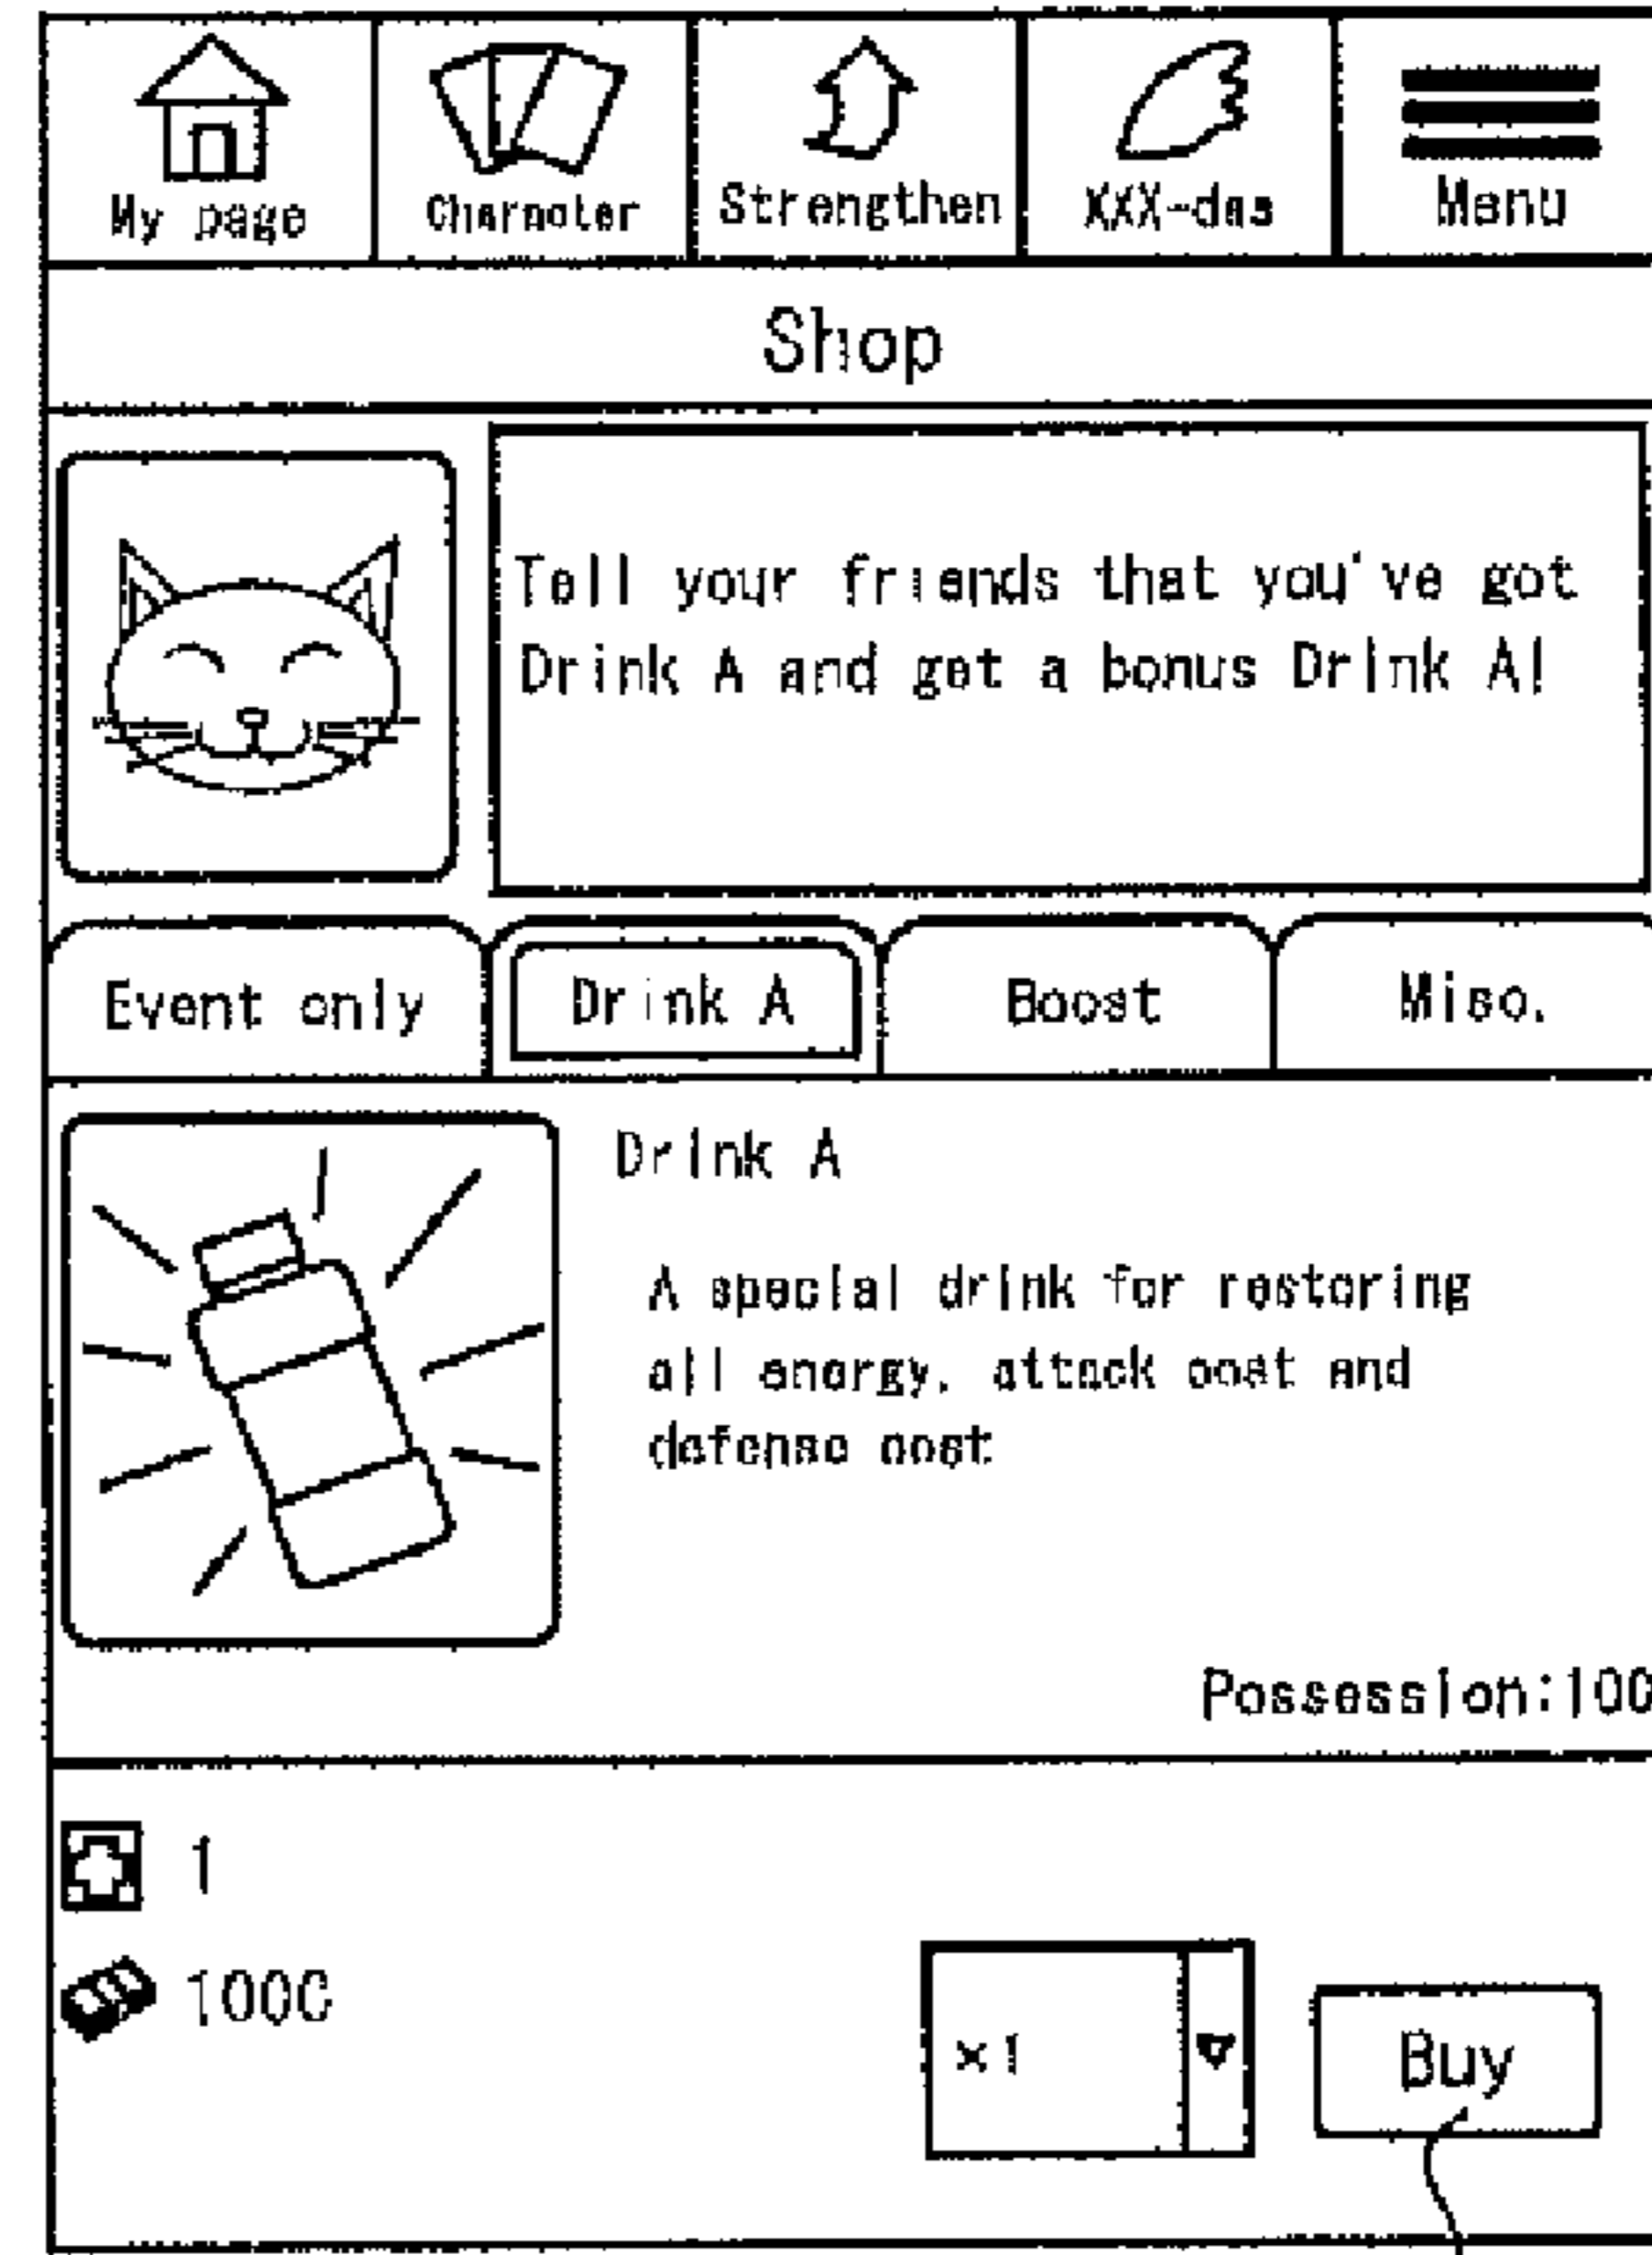 My page
Character
Strengthen
XXX-das
Menu
Shop
Tell your friends that you've got
Drink A and get a bonus Drink A!
Event only
Drink A
Boost
Misc.
Drink A
A special drink for restoring
all energy, attack cost and
defense cost
Possession:100
1
1000
×1
Buy